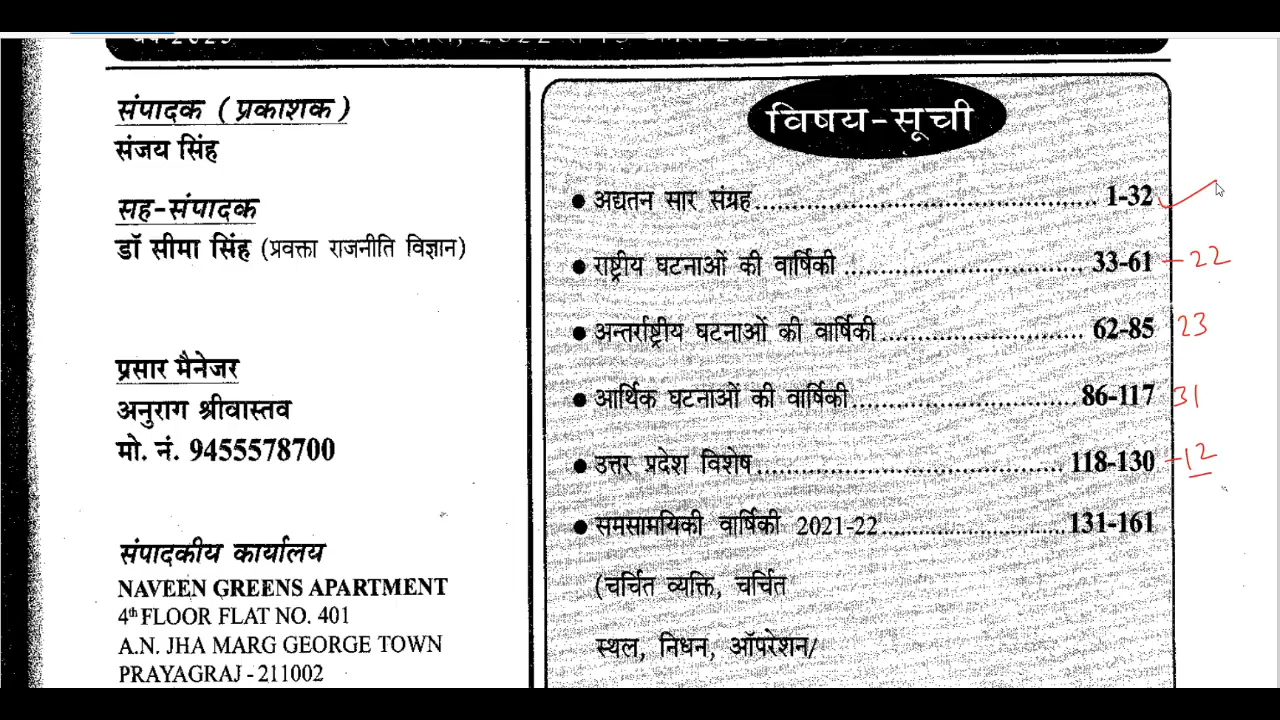 संपादक (प्रकाशक)
संजय सिंह
सह-संपादक
डॉ सीमा सिंह (प्रवक्ता राजनीति विज्ञान)
प्रसार मैनेजर
अनुराग श्रीवास्तव
मो. नं. 9455578700
संपादकीय कार्यालय
NAVEEN GREENS APARTMENT
4th FLOOR FLAT NO. 401
A.N. JHA MARG GEORGE TOWN
PRAYAGRAJ - 211002
विषय-सूची
● अद्यतन सार संग्रह ........................................ 1-32
● राष्ट्रीय घटनाओं की वार्षिकी ........................................ 33-61 - 22
● अन्तर्राष्ट्रीय घटनाओं की वार्षिकी ........................................ 62-85 23
● आर्थिक घटनाओं की वार्षिकी ........................................ 86-117 31
● उत्तर प्रदेश विशेष ........................................ 118-130 - 12
● समसामयिकी वार्षिकी 2021-22 ........................................ 131-161
(चर्चित व्यक्ति, चर्चित
स्थल, निधन, ऑपरेशन/